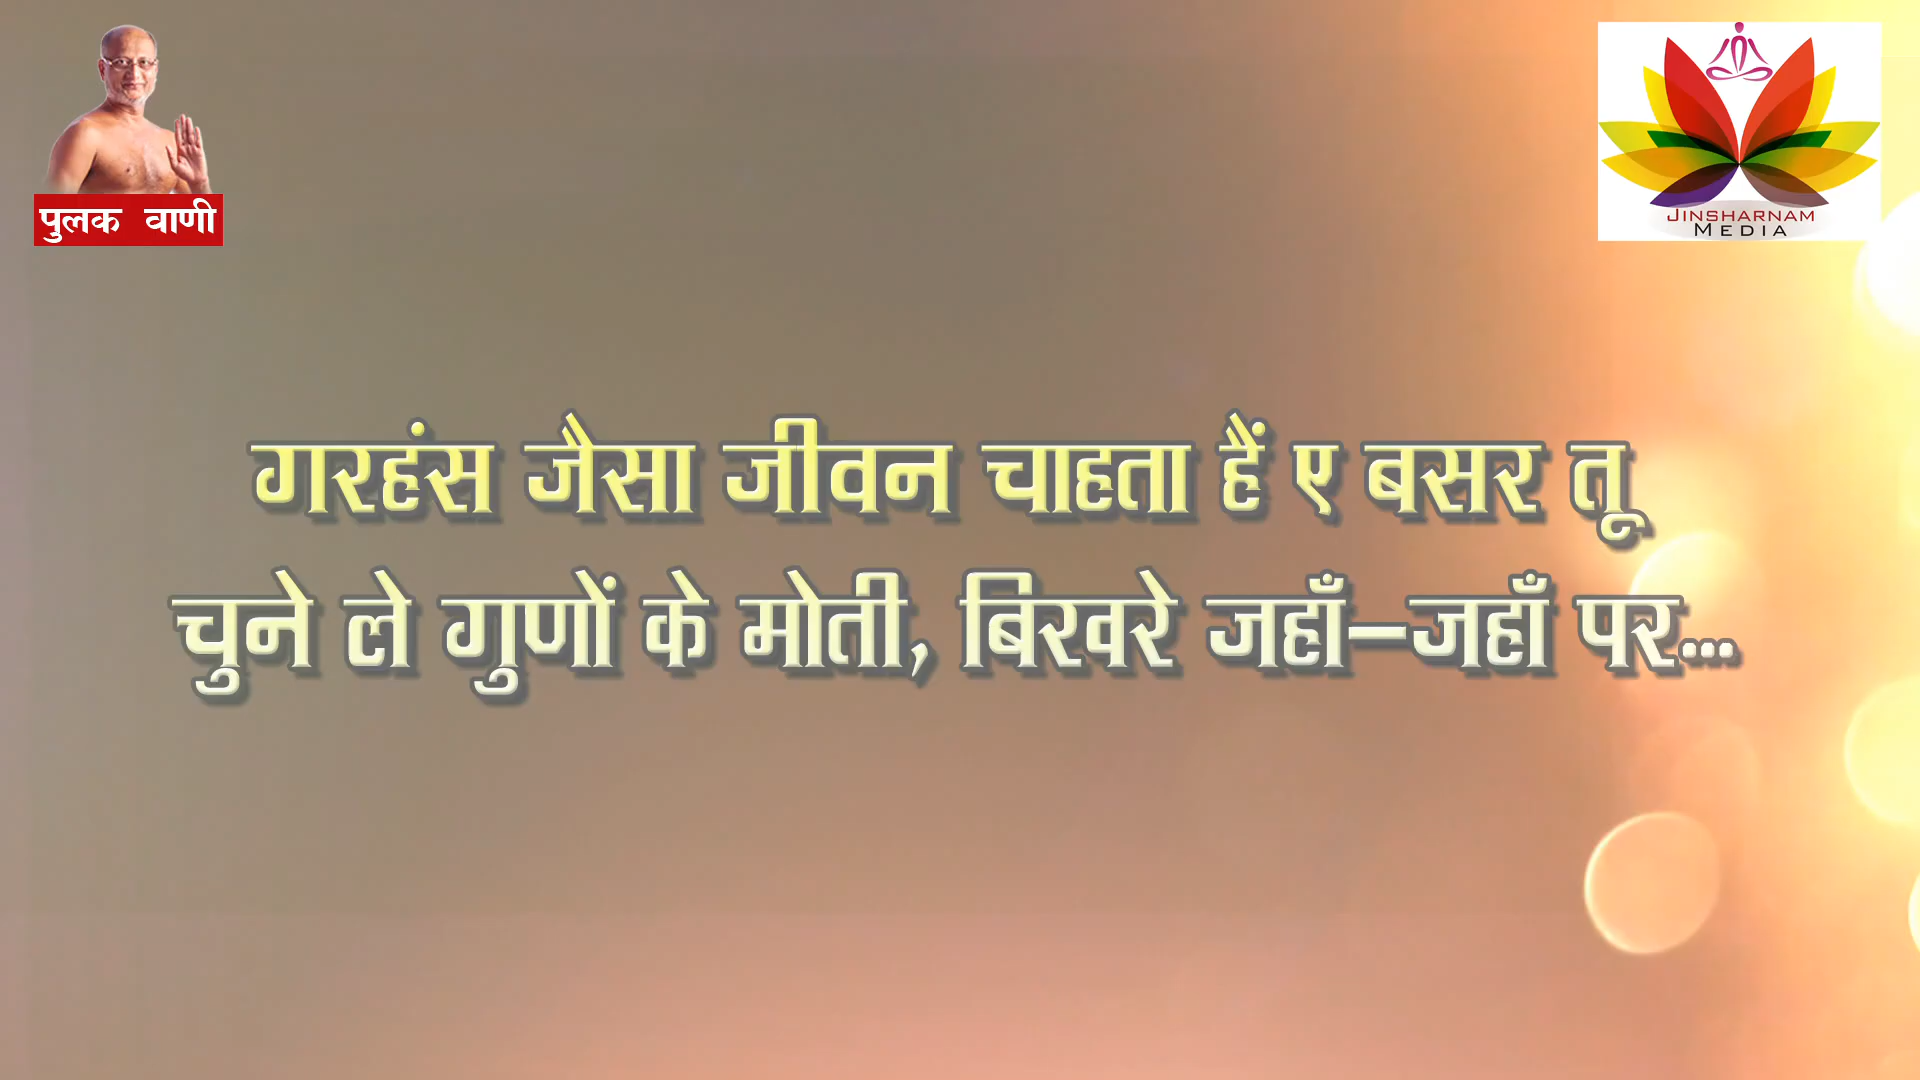 पुलक वाणी
JINSHARNAM
MEDIA
गरहंस जैसा जीवन चाहता हैं ए बसर तू
चुने ले गुणों के मोती, बिखरे जहाँ–जहाँ पर...